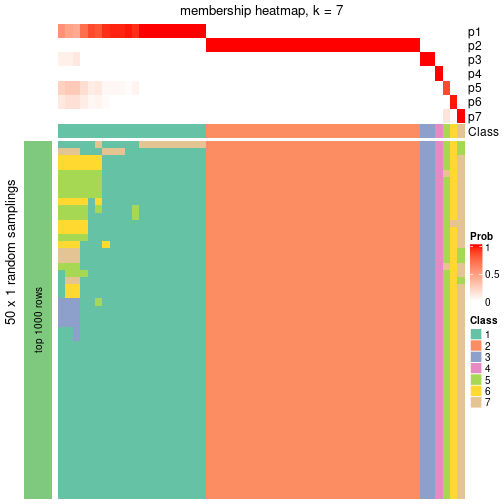 membership heatmap, k = 7
p1
p2
p3
p4
p5
p6
p7
Class
50 x 1 random samplings
top 1000 rows
Prob
1
0.5
0
Class
1
2
3
4
5
6
7